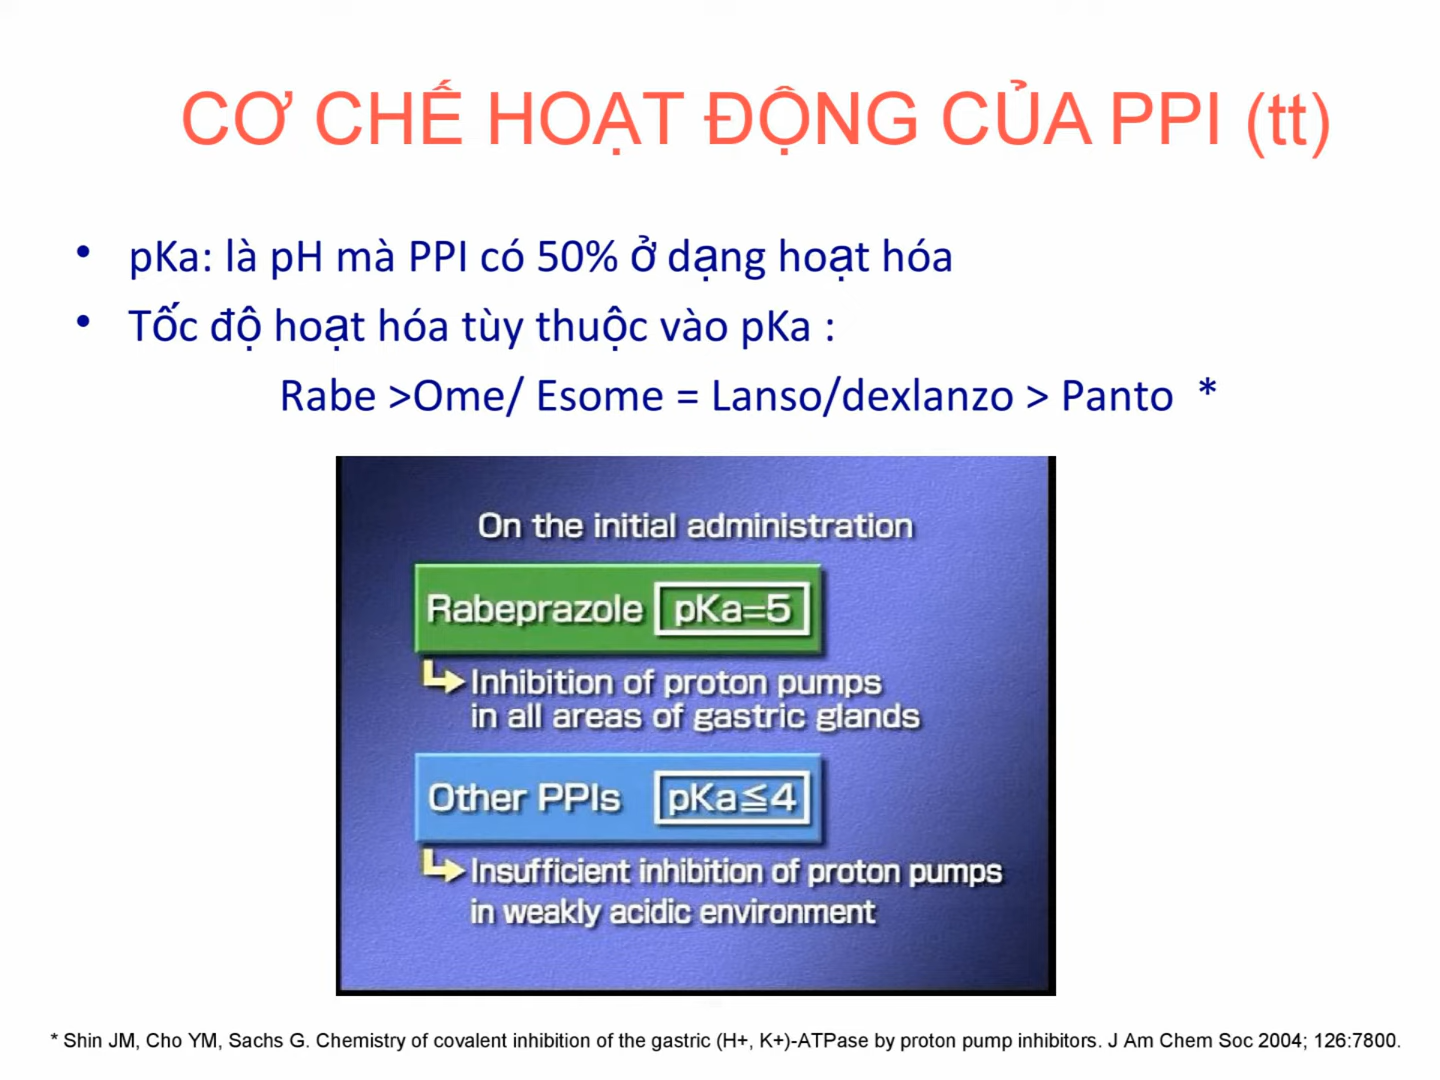 CƠ CHẾ HOẠT ĐỘNG CỦA PPI (tt)
• pKa: là pH mà PPI có 50% ở dạng hoạt hóa
• Tốc độ hoạt hóa tùy thuộc vào pKa :
Rabe >Ome/ Esome = Lanso/dexlanzo > Panto *
On the initial administration
Rabeprazole pKa=5
Inhibition of proton pumps
in all areas of gastric glands
Other PPIs pKa≦4
Insufficient inhibition of proton pumps
in weakly acidic environment
* Shin JM, Cho YM, Sachs G. Chemistry of covalent inhibition of the gastric (H+, K+)-ATPase by proton pump inhibitors. J Am Chem Soc 2004; 126:7800.